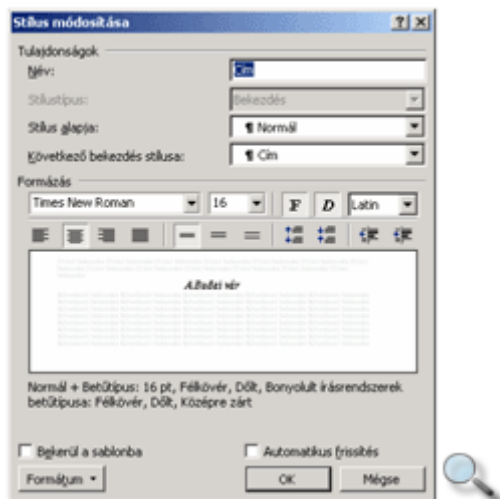 Stílus módosítása
Tulajdonságok
Név: Cím
Stílustípus: Bekezdés
Stílus alapja: ¶ Normál
Következő bekezdés stílusa: ¶ Cím
Formázás
Times New Roman 16 F D Latin
A Budai vár
Normál + Betűtípus: 16 pt, Félkövér, Dőlt, Bonyolult írásrendszerek
betűtípusa: Félkövér, Dőlt, Középre zárt
Bekerül a sablonba Automatikus frissítés
Formátum OK Mégse